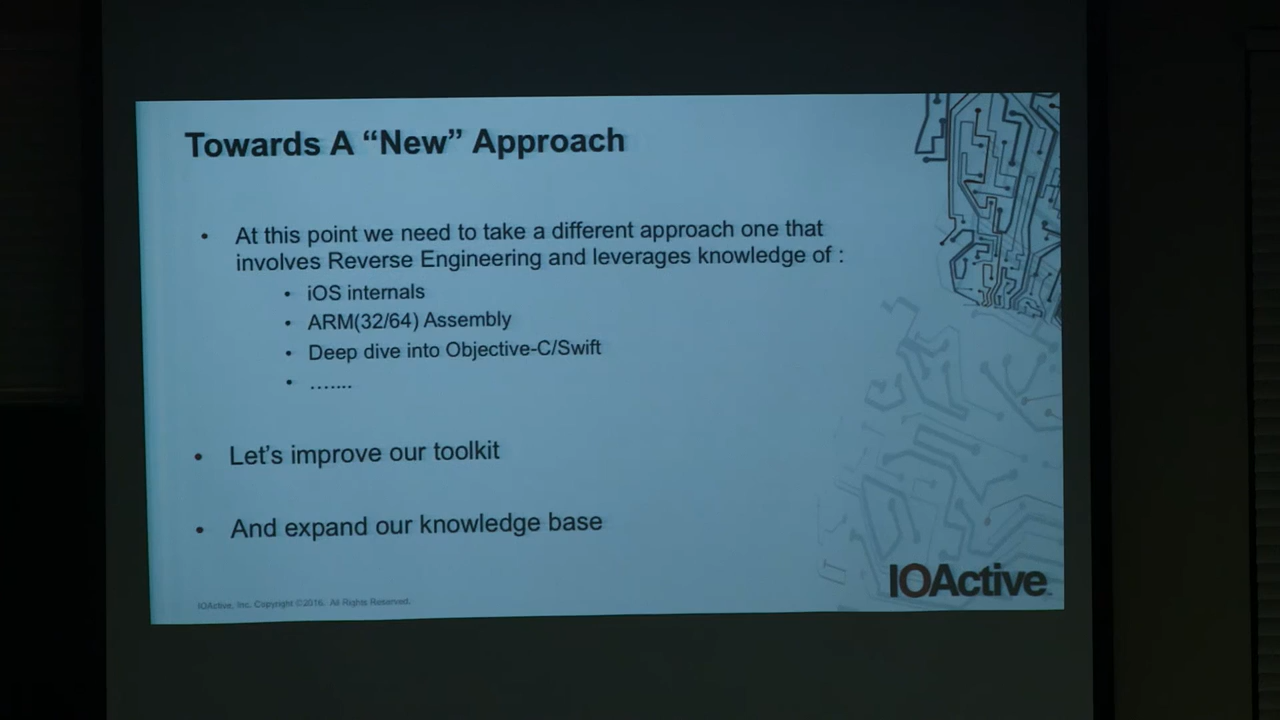 Towards A “New” Approach
• At this point we need to take a different approach one that
involves Reverse Engineering and leverages knowledge of :
• iOS internals
• ARM(32/64) Assembly
• Deep dive into Objective-C/Swift
• …....
• Let’s improve our toolkit
• And expand our knowledge base
IOActive, Inc. Copyright ©2016. All Rights Reserved.
IOActive